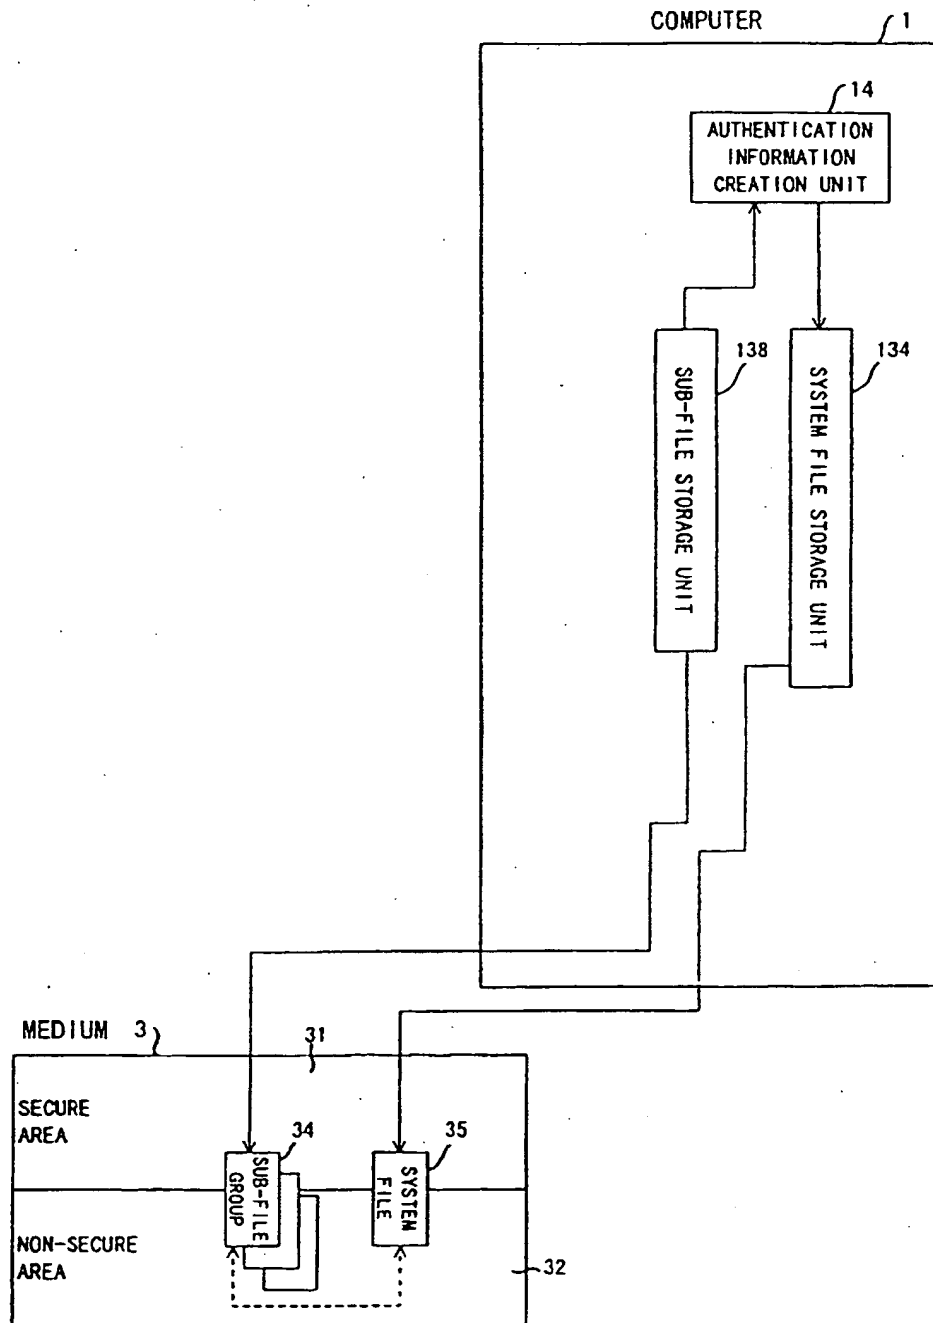 COMPUTER 1
14
AUTHENTICATION
INFORMATION
CREATION UNIT
138
134
SUB-FILE STORAGE UNIT
SYSTEM FILE STORAGE UNIT
MEDIUM 3
31
SECURE
AREA
34
35
SUB-FILE
GROUP
SYSTEM
FILE
NON-SECURE
AREA
32